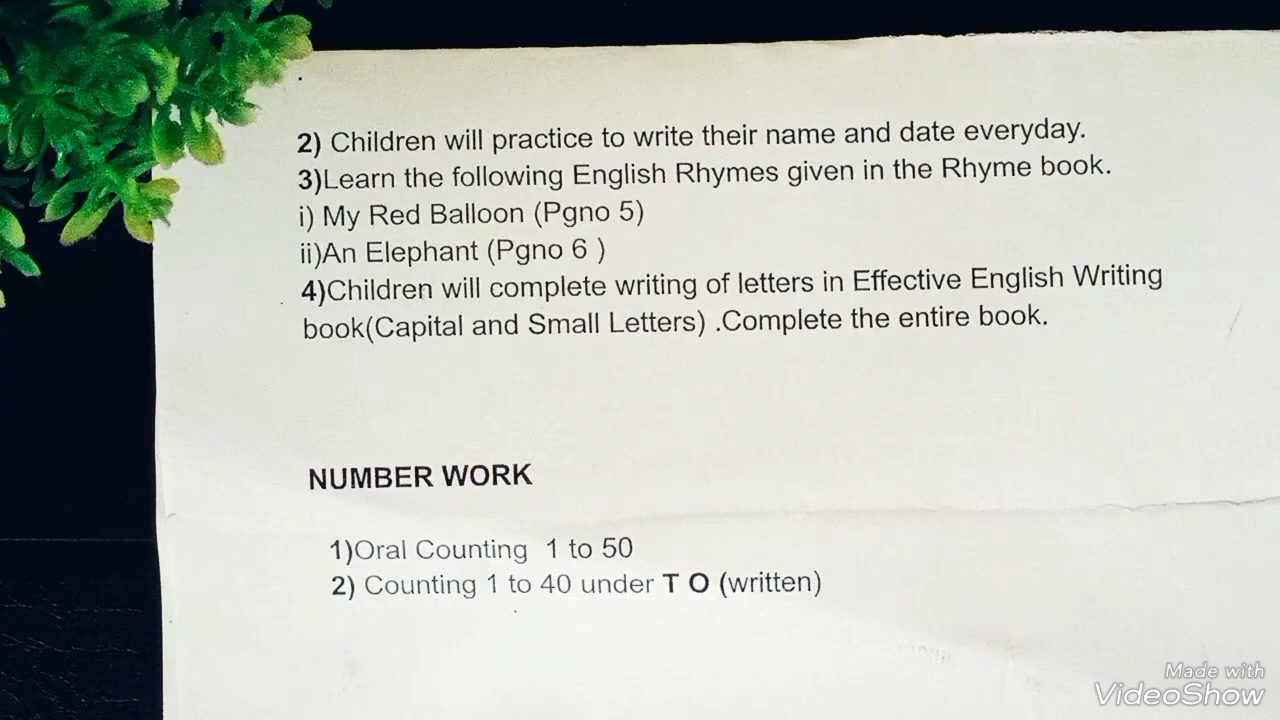 2) Children will practice to write their name and date everyday.
3)Learn the following English Rhymes given in the Rhyme book.
i) My Red Balloon (Pgno 5)
ii)An Elephant (Pgno 6 )
4)Children will complete writing of letters in Effective English Writing
book(Capital and Small Letters) .Complete the entire book.
NUMBER WORK
1)Oral Counting 1 to 50
2) Counting 1 to 40 under T O (written)
Made with
VideoShow